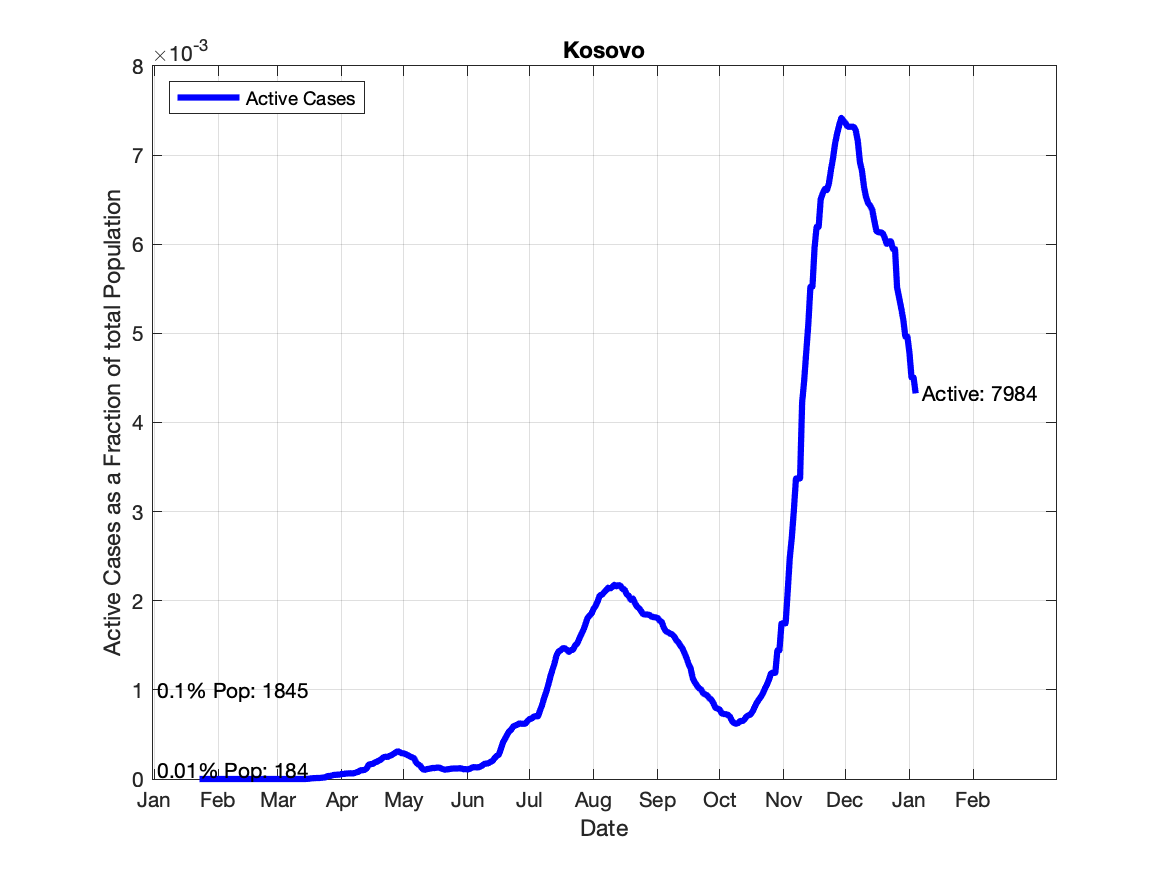 Kosovo
×10-3
Active Cases
8
7
6
5
4
3
2
1
0
Active Cases as a Fraction of total Population
Active: 7984
0.1% Pop: 1845
0.01% Pop: 184
Jan Feb Mar Apr May Jun Jul Aug Sep Oct Nov Dec Jan Feb
Date